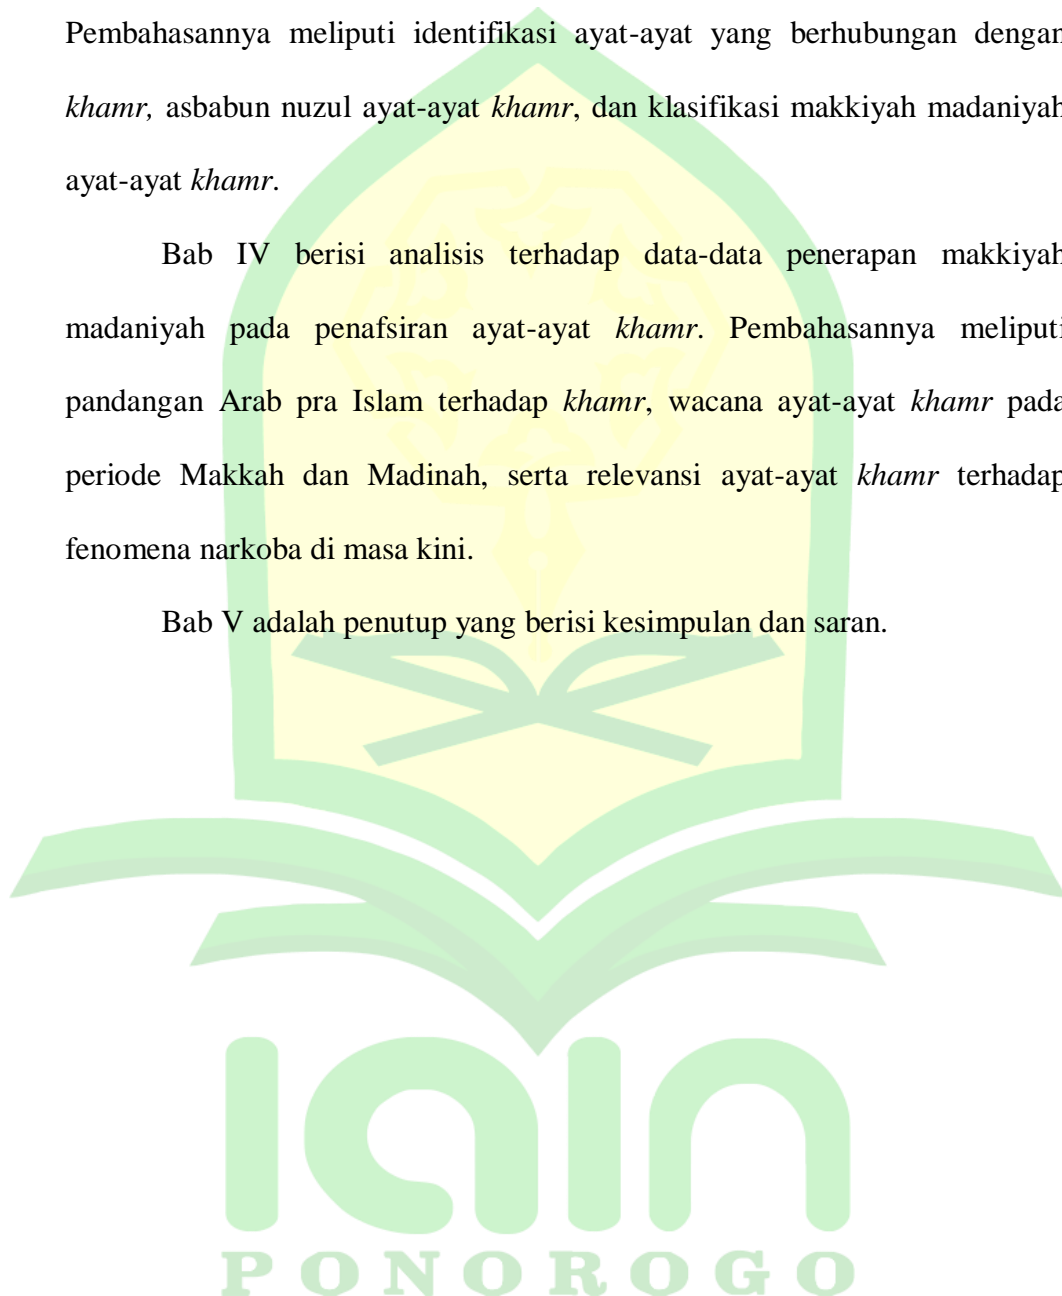 Pembahasannya meliputi identifikasi ayat-ayat yang berhubungan dengan
khamr, asbabun nuzul ayat-ayat khamr, dan klasifikasi makkiyah madaniyah
ayat-ayat khamr.
Bab IV berisi analisis terhadap data-data penerapan makkiyah
madaniyah pada penafsiran ayat-ayat khamr. Pembahasannya meliputi
pandangan Arab pra Islam terhadap khamr, wacana ayat-ayat khamr pada
periode Makkah dan Madinah, serta relevansi ayat-ayat khamr terhadap
fenomena narkoba di masa kini.
Bab V adalah penutup yang berisi kesimpulan dan saran.
IAIN
PONOROGO